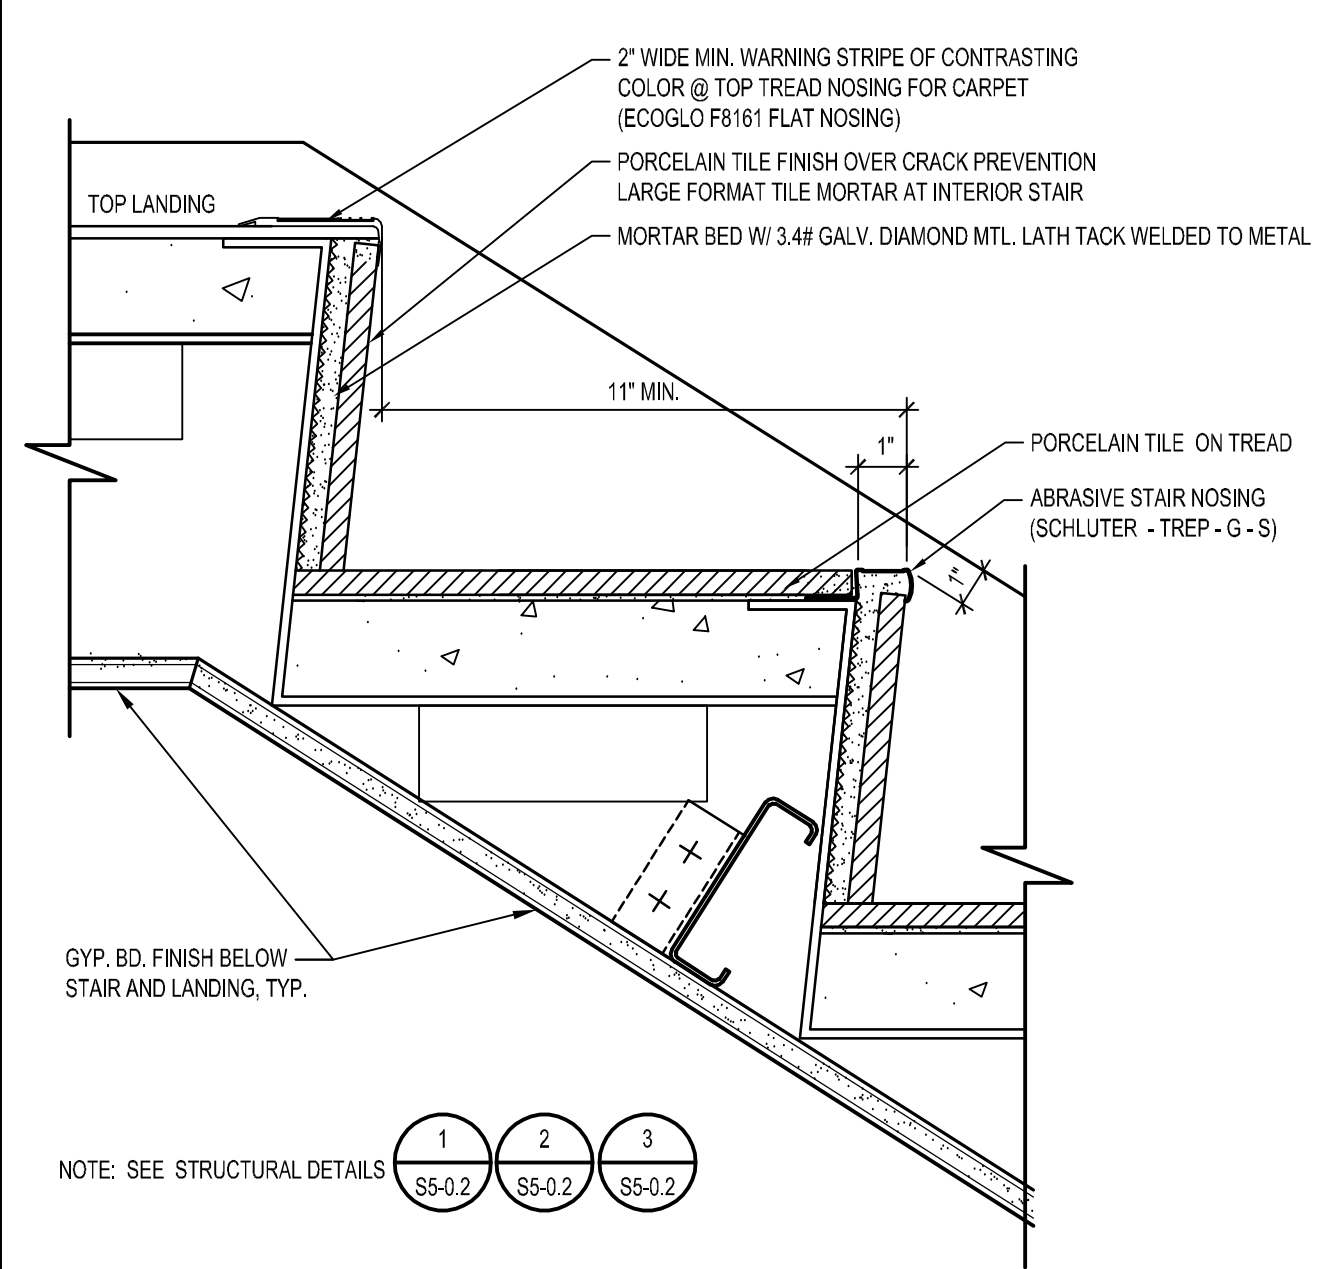 2" WIDE MIN. WARNING STRIPE OF CONTRASTING
COLOR @ TOP TREAD NOSING FOR CARPET
(ECOGLO F8161 FLAT NOSING)
PORCELAIN TILE FINISH OVER CRACK PREVENTION
LARGE FORMAT TILE MORTAR AT INTERIOR STAIR
TOP LANDING
MORTAR BED W/ 3.4# GALV. DIAMOND MTL. LATH TACK WELDED TO METAL
11" MIN.
1"
PORCELAIN TILE ON TREAD
ABRASIVE STAIR NOSING
(SCHLUTER - TREP - G - S)
1"
GYP. BD. FINISH BELOW
STAIR AND LANDING, TYP.
NOTE: SEE STRUCTURAL DETAILS
1
S5-0.2
2
S5-0.2
3
S5-0.2